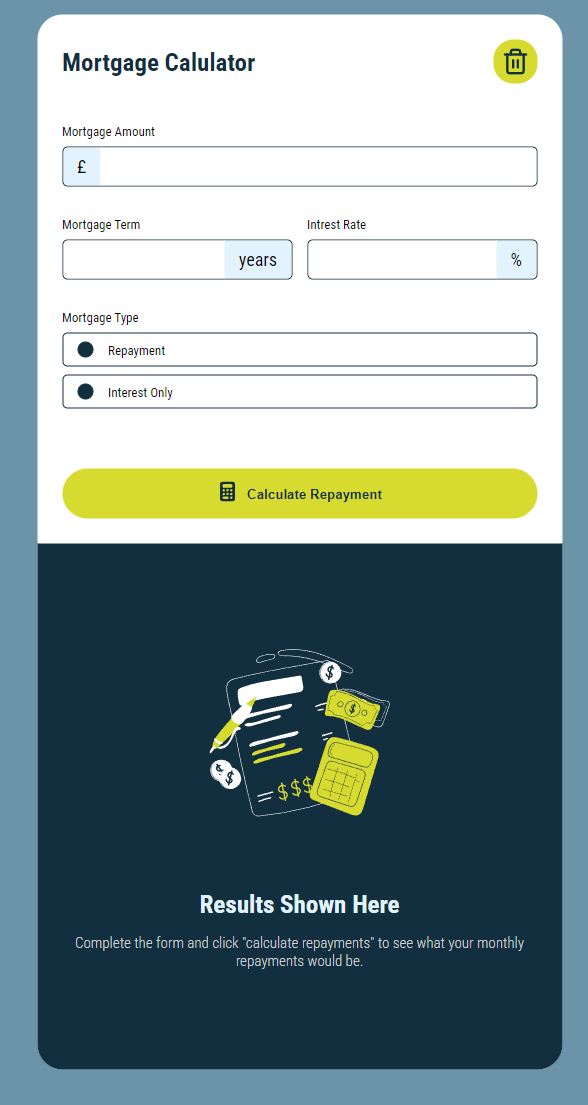 Mortgage Calulator
Mortgage Amount
£
Mortgage Term
Intrest Rate
years
%
Mortgage Type
Repayment
Interest Only
Calculate Repayment
$
$
$
$
$
$$$
Results Shown Here
Complete the form and click "calculate repayments" to see what your monthly
repayments would be.